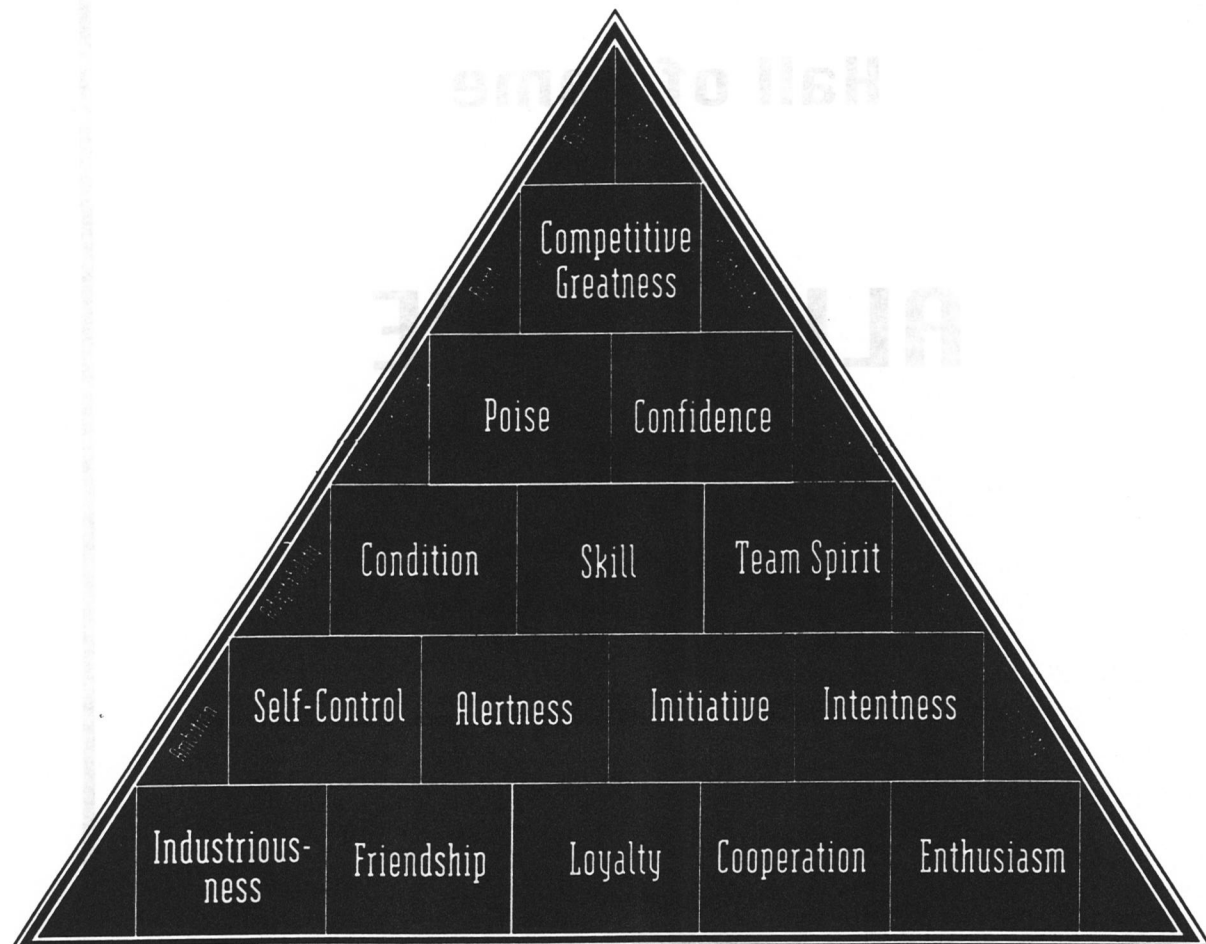 Competitive
Greatness
Poise Confidence
Condition Skill Team Spirit
Self-Control Alertness Initiative Intentness
Ambition
Industrious-
ness
Friendship Loyalty Cooperation Enthusiasm